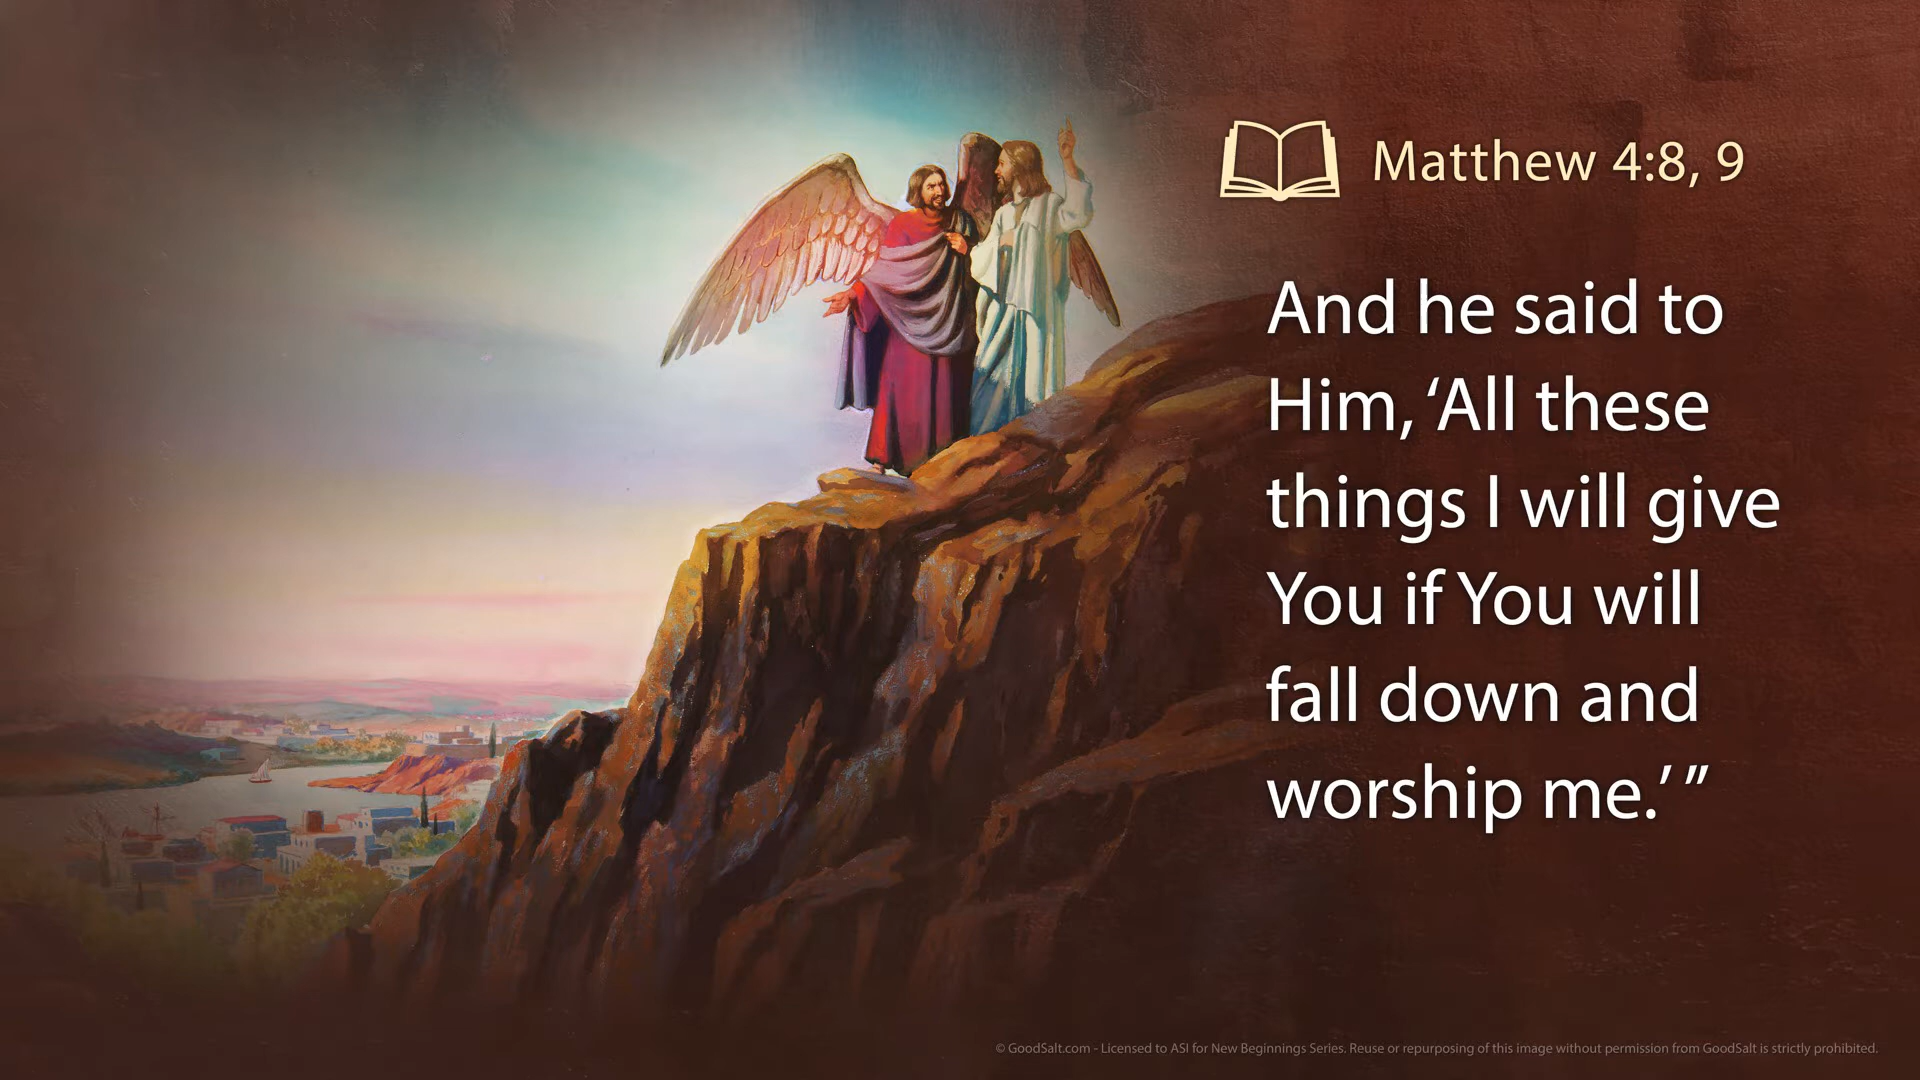 Matthew 4:8, 9
And he said to
Him, ‘All these
things I will give
You if You will
fall down and
worship me.’ ”
© GoodSalt.com - Licensed to ASI for New Beginnings Series. Reuse or repurposing of this image without permission from GoodSalt is strictly prohibited.